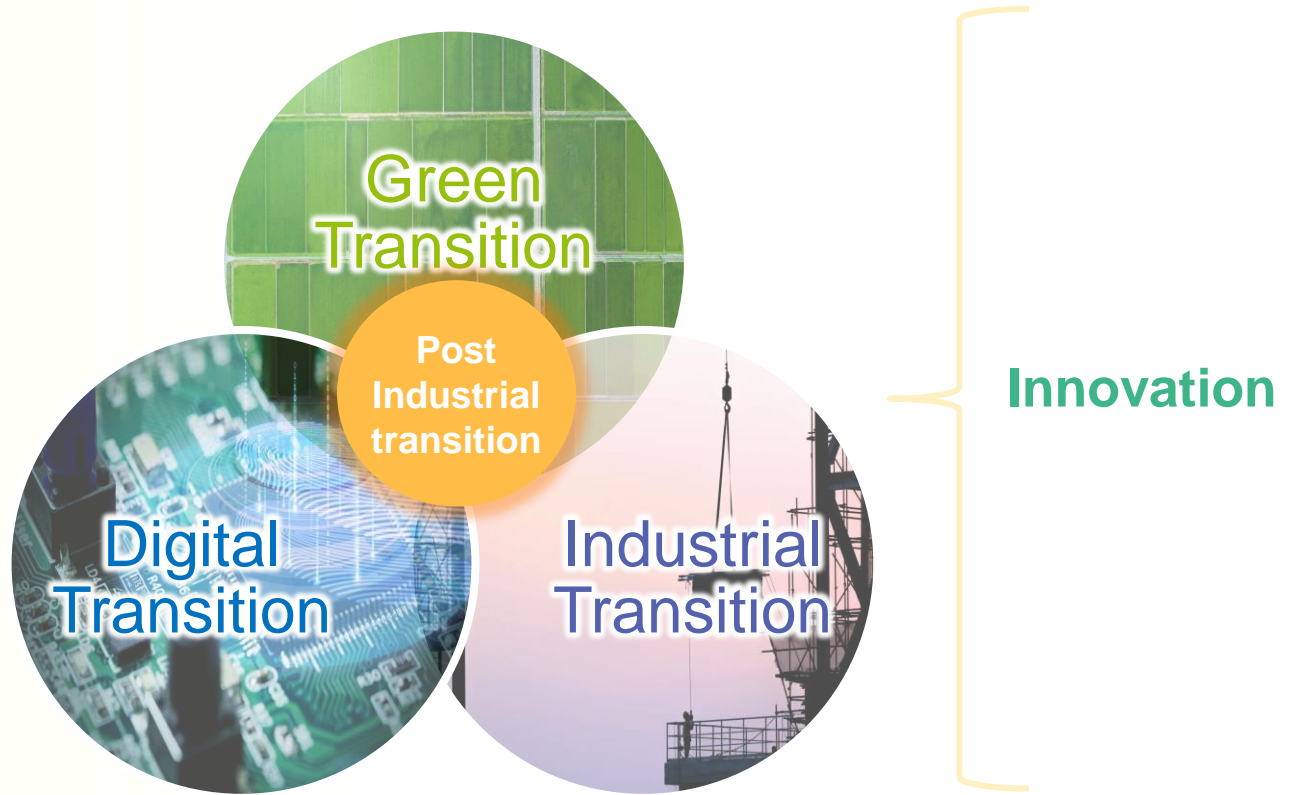 Green
Transition
Post
Industrial
transition
Digital
Transition
Industrial
Transition
Innovation